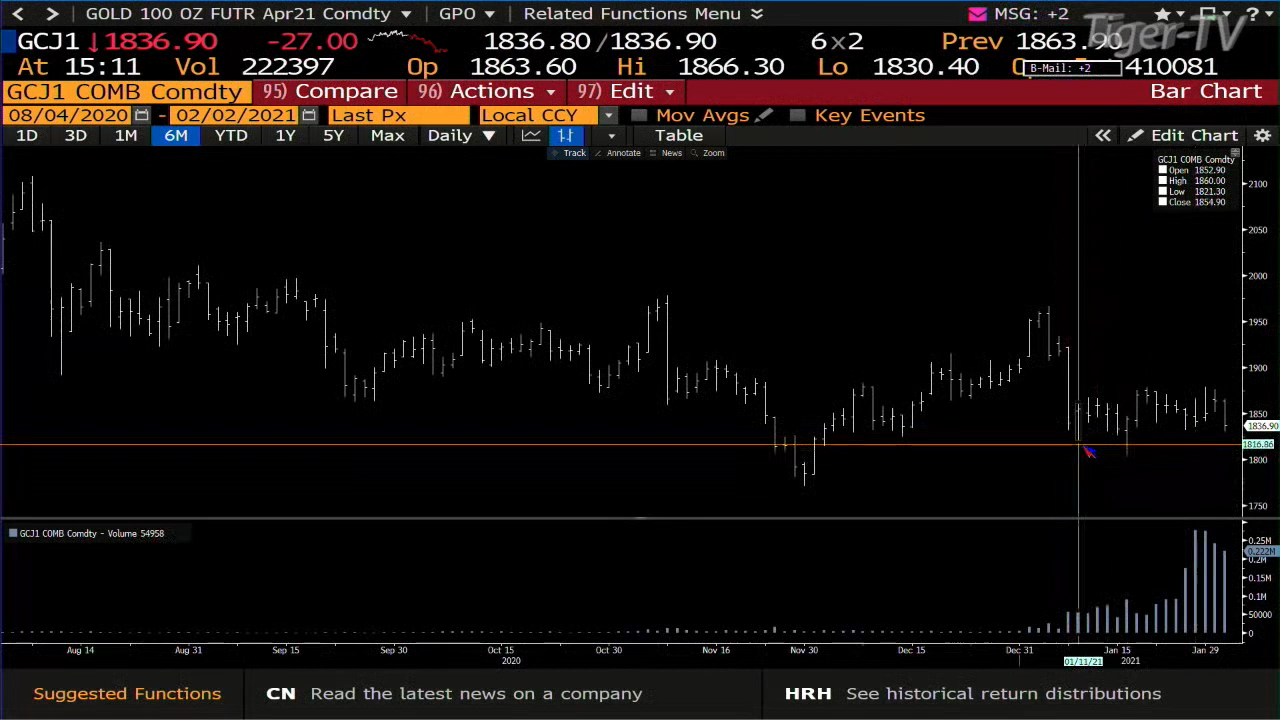 GOLD 100 OZ FUTR Apr21 Comdty GPO Related Functions Menu MSG: +2 ?
Tiger-TV
GCJ1 1836.90 -27.00 1836.80/1836.90 6x2 Prev 1863.90
B-Mail: +2
At 15:11 Vol 222397 Op 1863.60 Hi 1866.30 Lo 1830.40 410081
GCJ1 COMB Comdty 95) Compare 96) Actions 97) Edit Bar Chart
08/04/2020 - 02/02/2021 Last Px Local CCY Mov Avgs Key Events
1D 3D 1M 6M YTD 1Y 5Y Max Daily Table Edit Chart
Track Annotate News Zoom
GCJ1 COMB Comdty
Open 1852.90
High 1860.00
Low 1821.30
Close 1854.90
2100
2050
2000
1950
1900
1850
1836.90
1816.86
1800
1750
GCJ1 COMB Comdty - Volume 54958
0.25M
0.222M
0.2M
0.15M
0.1M
50000
0
Aug 14 Aug 31 Sep 15 Sep 30 Oct 15 Oct 30 Nov 16 Nov 30 Dec 15 Dec 31 Jan 15 Jan 29
2020 01/11/21 2021
Suggested Functions CN Read the latest news on a company HRH See historical return distributions